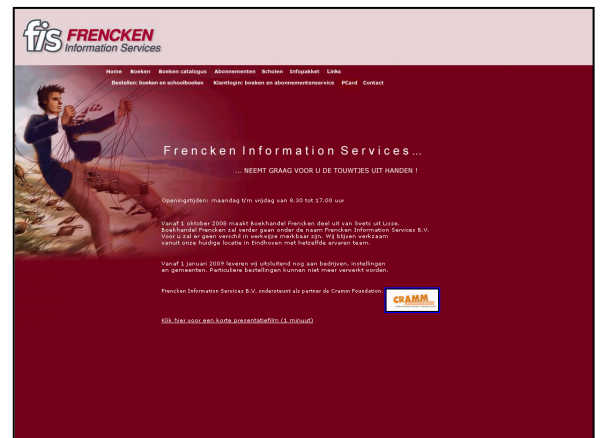 fis FRENCKEN
Information Services
Home Boeken Boeken catalogus Abonnementen Scholen Infopakket Links
Bestellen: boeken en schoolboeken Klantlogin: boeken en abonnementenservice PCard Contact
Frencken Information Services...
... NEEMT GRAAG VOOR U DE TOUWTJES UIT HANDEN !
Openingstijden: maandag t/m vrijdag van 8.30 tot 17.00 uur
Vanaf 1 oktober 2008 maakt Boekhandel Frencken deel uit van Swets uit Lisse.
Boekhandel Frencken zal verder gaan onder de naam Frencken Information Services B.V.
Voor u zal er geen verschil in werkwijze merkbaar zijn. Wij blijven werkzaam
vanuit onze huidige locatie in Eindhoven met hetzelfde ervaren team.
Vanaf 1 januari 2009 leveren wij uitsluitend nog aan bedrijven, instellingen
en gemeenten. Particuliere bestellingen kunnen niet meer verwerkt worden.
Frencken Information Services B.V. ondersteunt als partner de Cramm Foundation.
CRAMM
Klik hier voor een korte presentatiefilm (1 minuut)